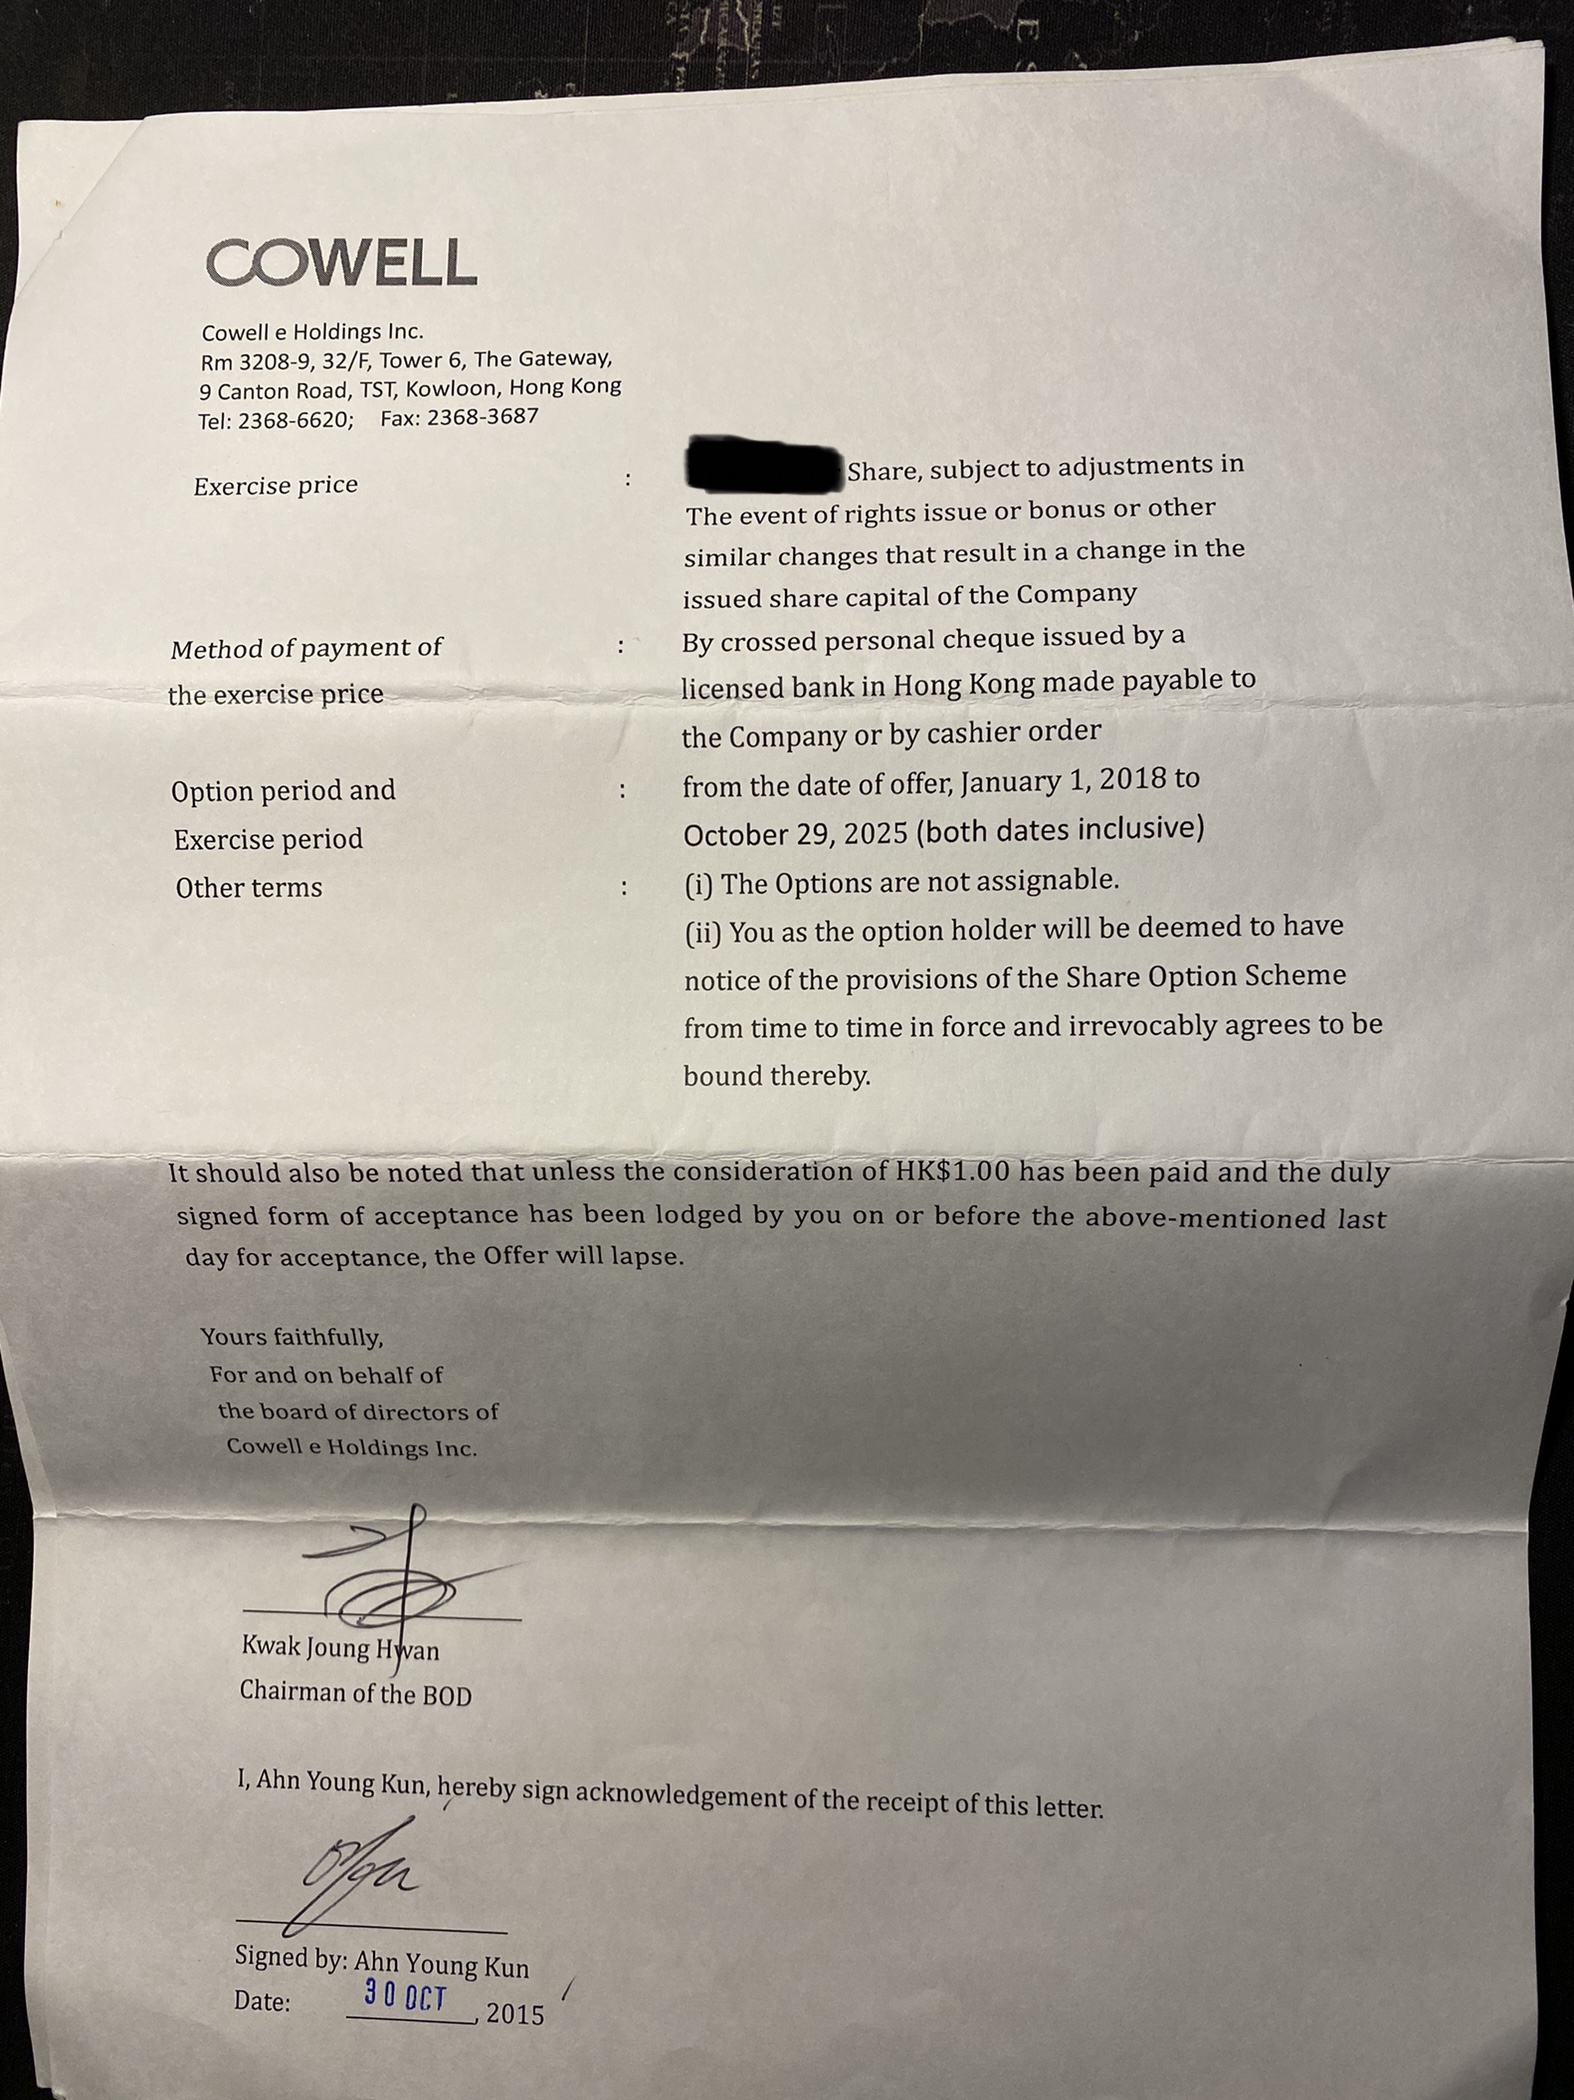 COWELL
Cowell e Holdings Inc.
Rm 3208-9, 32/F, Tower 6, The Gateway,
9 Canton Road, TST, Kowloon, Hong Kong
Tel: 2368-6620; Fax: 2368-3687
Exercise price : Share, subject to adjustments in
The event of rights issue or bonus or other
similar changes that result in a change in the
issued share capital of the Company
Method of payment of : By crossed personal cheque issued by a
the exercise price licensed bank in Hong Kong made payable to
the Company or by cashier order
Option period and : from the date of offer, January 1, 2018 to
Exercise period October 29, 2025 (both dates inclusive)
Other terms : (i) The Options are not assignable.
(ii) You as the option holder will be deemed to have
notice of the provisions of the Share Option Scheme
from time to time in force and irrevocably agrees to be
bound thereby.
It should also be noted that unless the consideration of HK$1.00 has been paid and the duly
signed form of acceptance has been lodged by you on or before the above-mentioned last
day for acceptance, the Offer will lapse.
Yours faithfully,
For and on behalf of
the board of directors of
Cowell e Holdings Inc.
Kwak Joung Hwan
Chairman of the BOD
I, Ahn Young Kun, hereby sign acknowledgement of the receipt of this letter.
Signed by: Ahn Young Kun
Date: 30 OCT, 2015